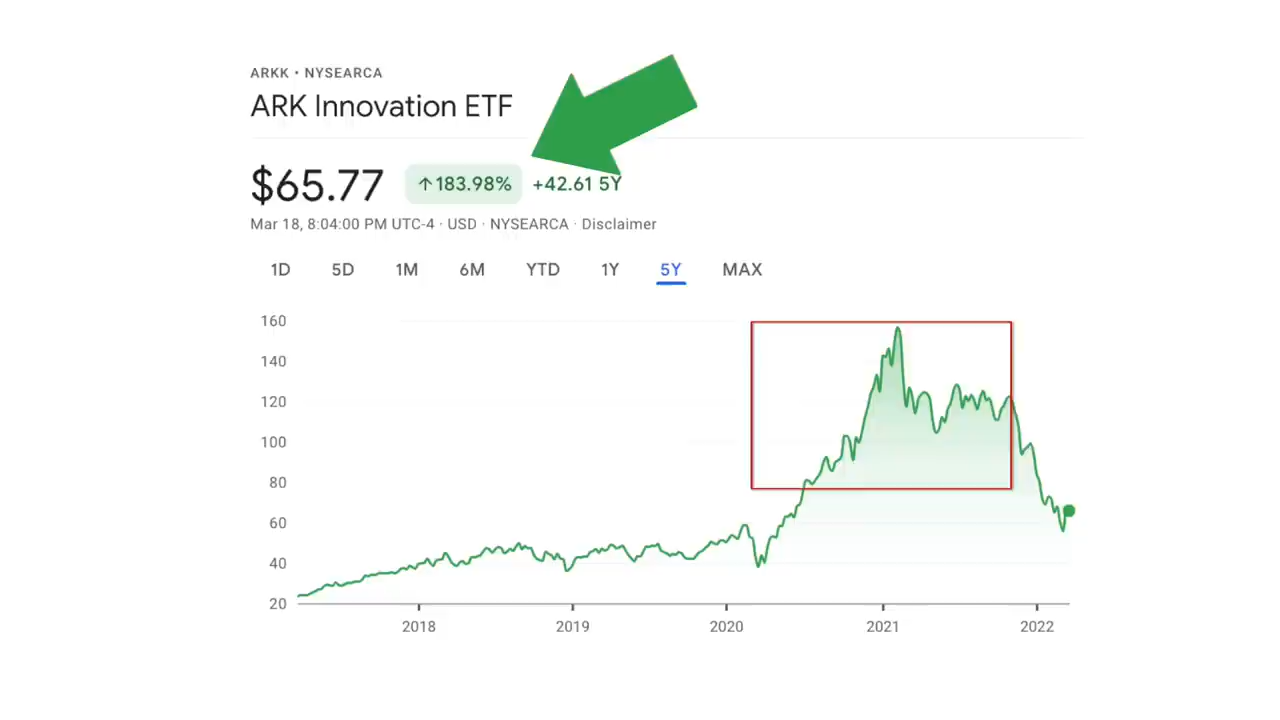 ARKK • NYSEARCA
ARK Innovation ETF
$65.77 ↑183.98% +42.61 5Y
Mar 18, 8:04:00 PM UTC-4 · USD · NYSEARCA · Disclaimer
1D 5D 1M 6M YTD 1Y 5Y MAX
160
140
120
100
80
60
40
20
2018 2019 2020 2021 2022